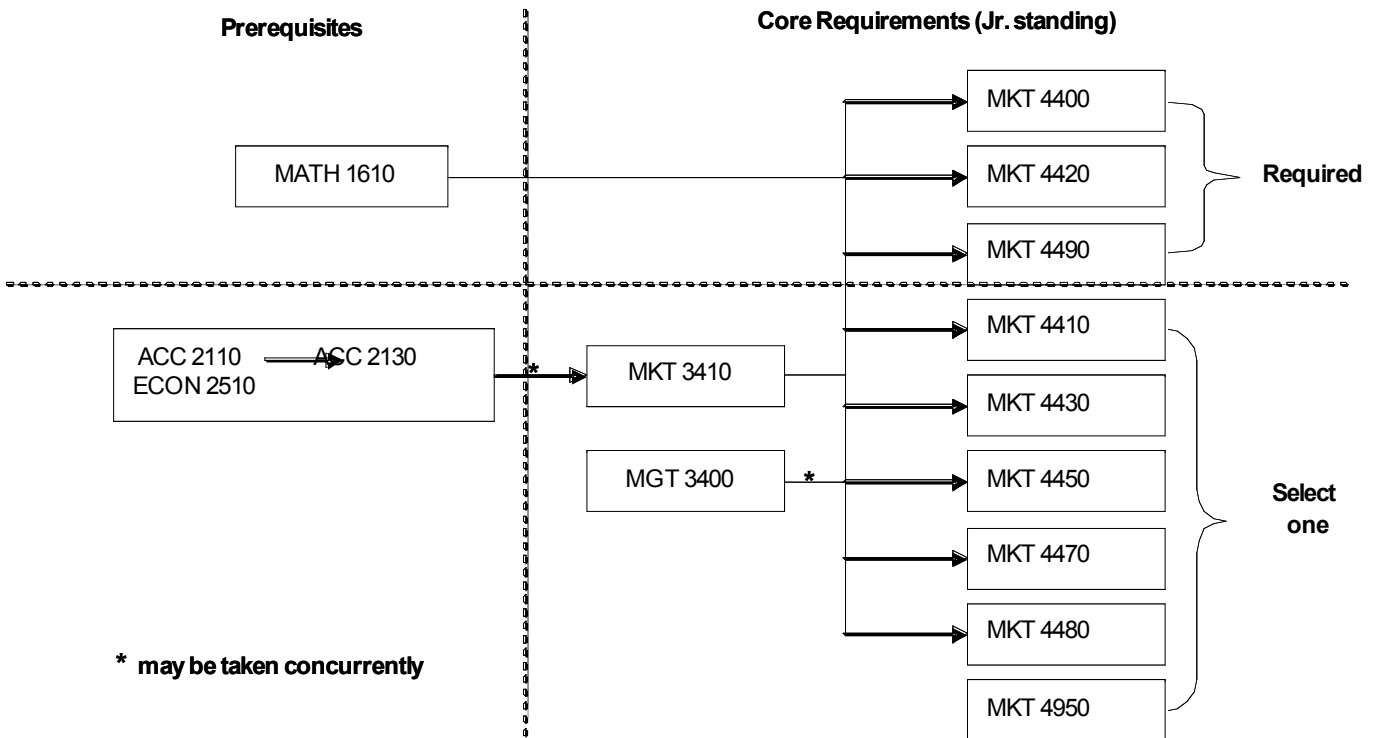 Prerequisites
Core Requirements (Jr. standing)
MKT 4400
MATH 1610
MKT 4420
Required
MKT 4490
MKT 4410
ACC 2110 ACC 2130
ECON 2510
* MKT 3410
MKT 4430
MGT 3400 *
MKT 4450
Select
one
MKT 4470
MKT 4480
* may be taken concurrently
MKT 4950